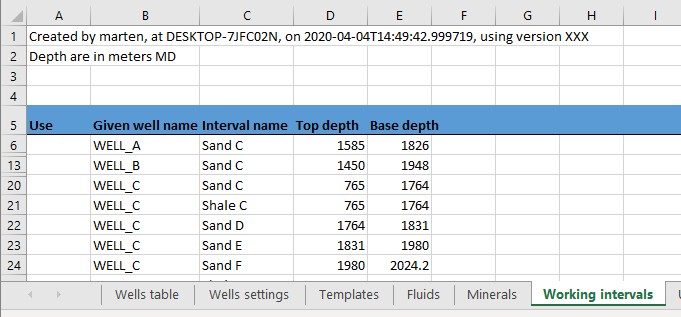 A B C D E F G H I
1 Created by marten, at DESKTOP-7JFC02N, on 2020-04-04T14:49:42.999719, using version XXX
2 Depth are in meters MD
3
4
5 Use Given well name Interval name Top depth Base depth
6 WELL_A Sand C 1585 1826
13 WELL_B Sand C 1450 1948
20 WELL_C Sand C 765 1764
21 WELL_C Shale C 765 1764
22 WELL_C Sand D 1764 1831
23 WELL_C Sand E 1831 1980
24 WELL_C Sand F 1980 2024.2
Wells table Wells settings Templates Fluids Minerals Working intervals